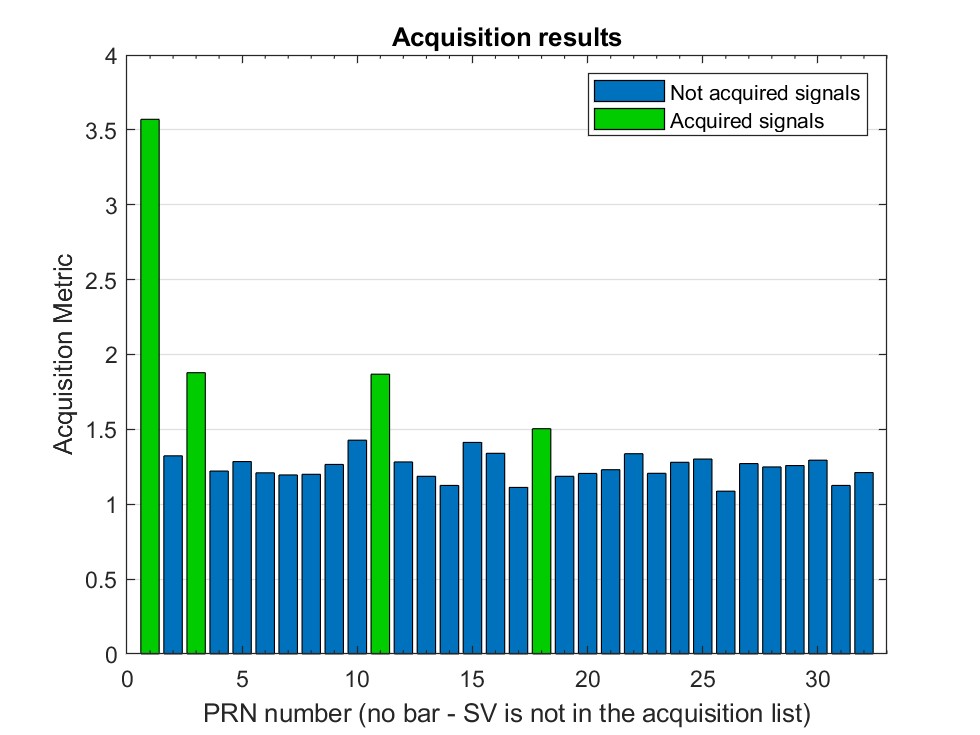 Acquisition results
Not acquired signals
Acquired signals
Acquisition Metric
4
3.5
3
2.5
2
1.5
1
0.5
0
0 5 10 15 20 25 30
PRN number (no bar - SV is not in the acquisition list)